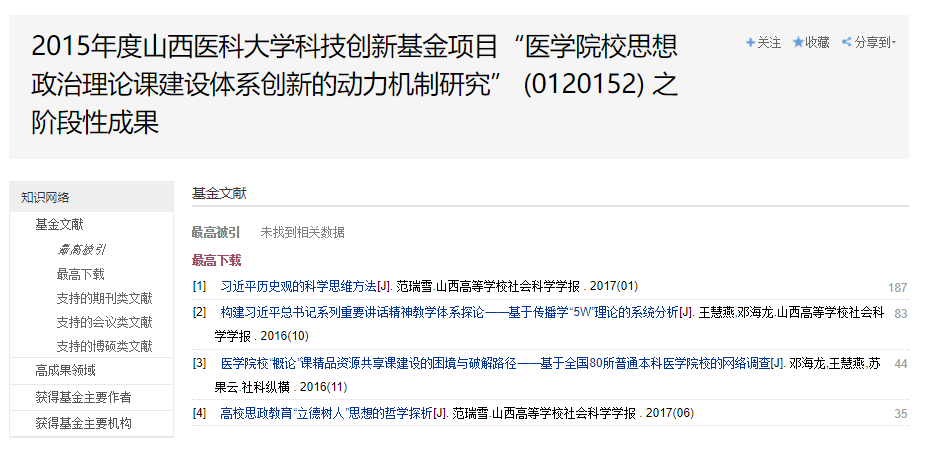 2015年度山西医科大学科技创新基金项目“医学院校思想
政治理论课建设体系创新的动力机制研究” (0120152) 之
阶段性成果
关注 收藏 分享到
知识网络
基金文献
最高被引
最高下载
支持的期刊类文献
支持的会议类文献
支持的博硕类文献
高成果领域
获得基金主要作者
获得基金主要机构
基金文献
最高被引 未找到相关数据
最高下载
[1] 习近平历史观的科学思维方法[J]. 范瑞雪.山西高等学校社会科学学报 . 2017(01) 187
[2] 构建习近平总书记系列重要讲话精神教学体系探论——基于传播学“5W”理论的系统分析[J]. 王慧燕,邓海龙.山西高等学校社会科 83
学学报 . 2016(10)
[3] 医学院校“概论”课精品资源共享课建设的困境与破解路径——基于全国80所普通本科医学院校的网络调查[J]. 邓海龙,王慧燕,苏 44
果云.社科纵横 . 2016(11)
[4] 高校思政教育“立德树人”思想的哲学探析[J]. 范瑞雪.山西高等学校社会科学学报 . 2017(06) 35